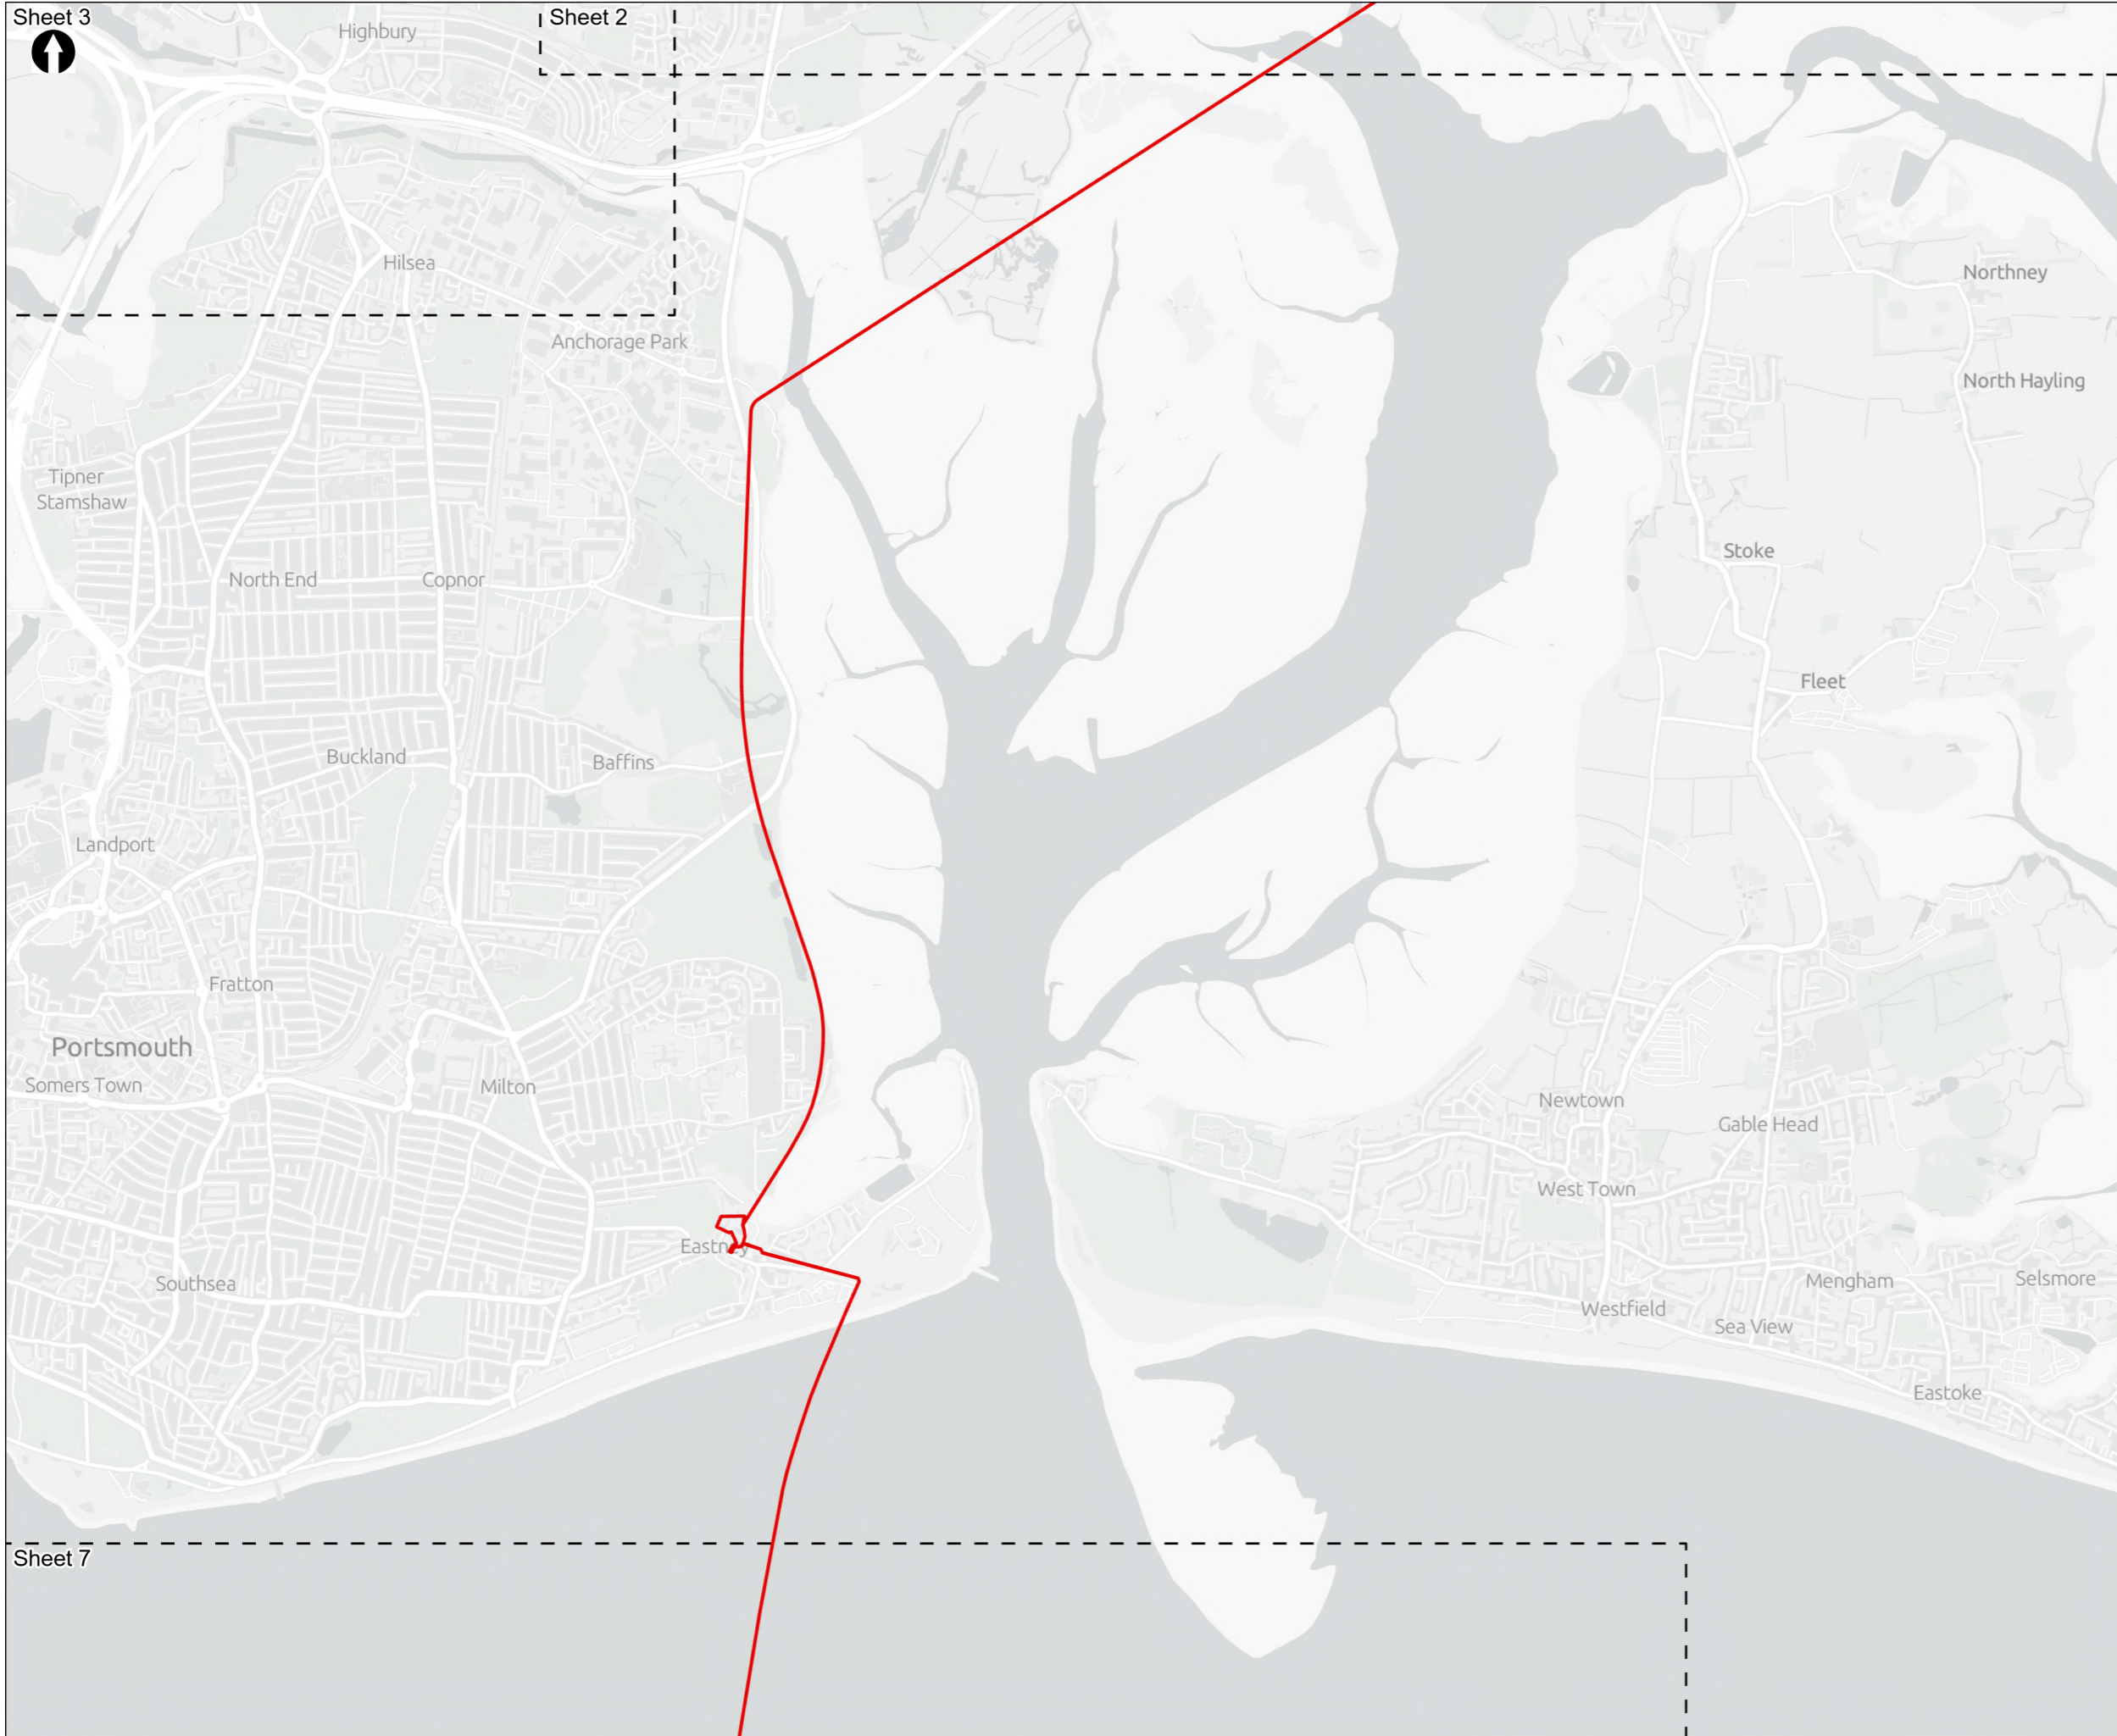 Sheet 3
Sheet 2
Highbury
Hilsea
Northney
Anchorage Park
North Hayling
Tipner
Stamshaw
Stoke
North End
Copnor
Fleet
Buckland
Baffins
Landport
Fratton
Portsmouth
Somers Town
Milton
Newtown
Gable Head
West Town
Eastney
Southsea
Mengham
Selsmore
Westfield
Sea View
Eastoke
Sheet 7